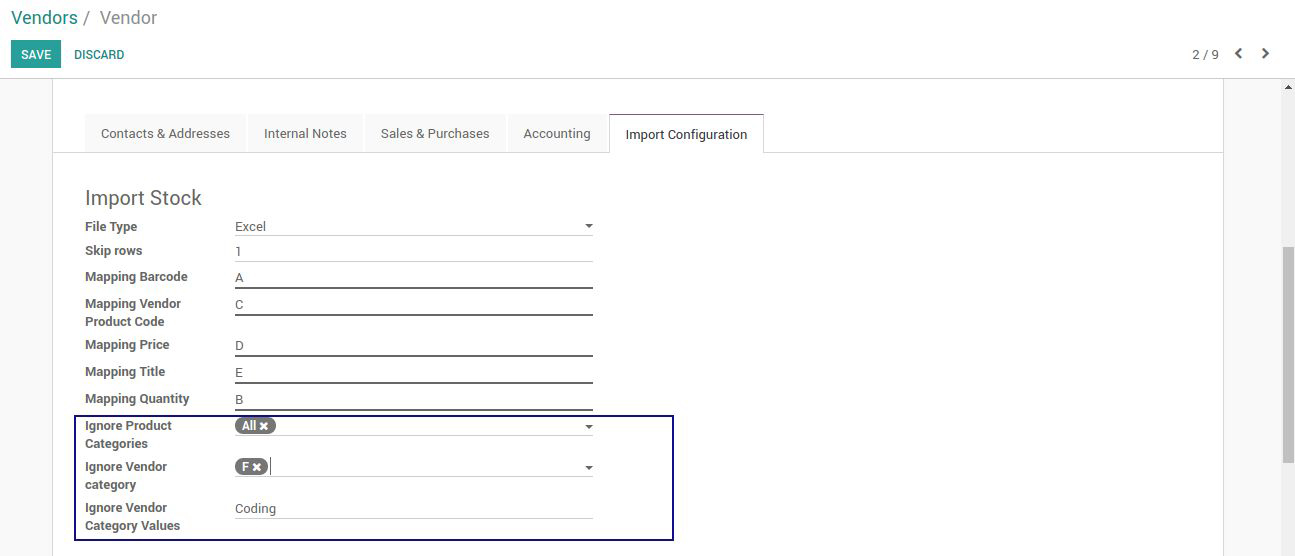 Vendors / Vendor
SAVE DISCARD 2 / 9
Contacts & Addresses Internal Notes Sales & Purchases Accounting Import Configuration
Import Stock
File Type Excel
Skip rows 1
Mapping Barcode A
Mapping Vendor
Product Code C
Mapping Price D
Mapping Title E
Mapping Quantity B
Ignore Product
Categories All ×
Ignore Vendor
category F ×
Ignore Vendor
Category Values Coding